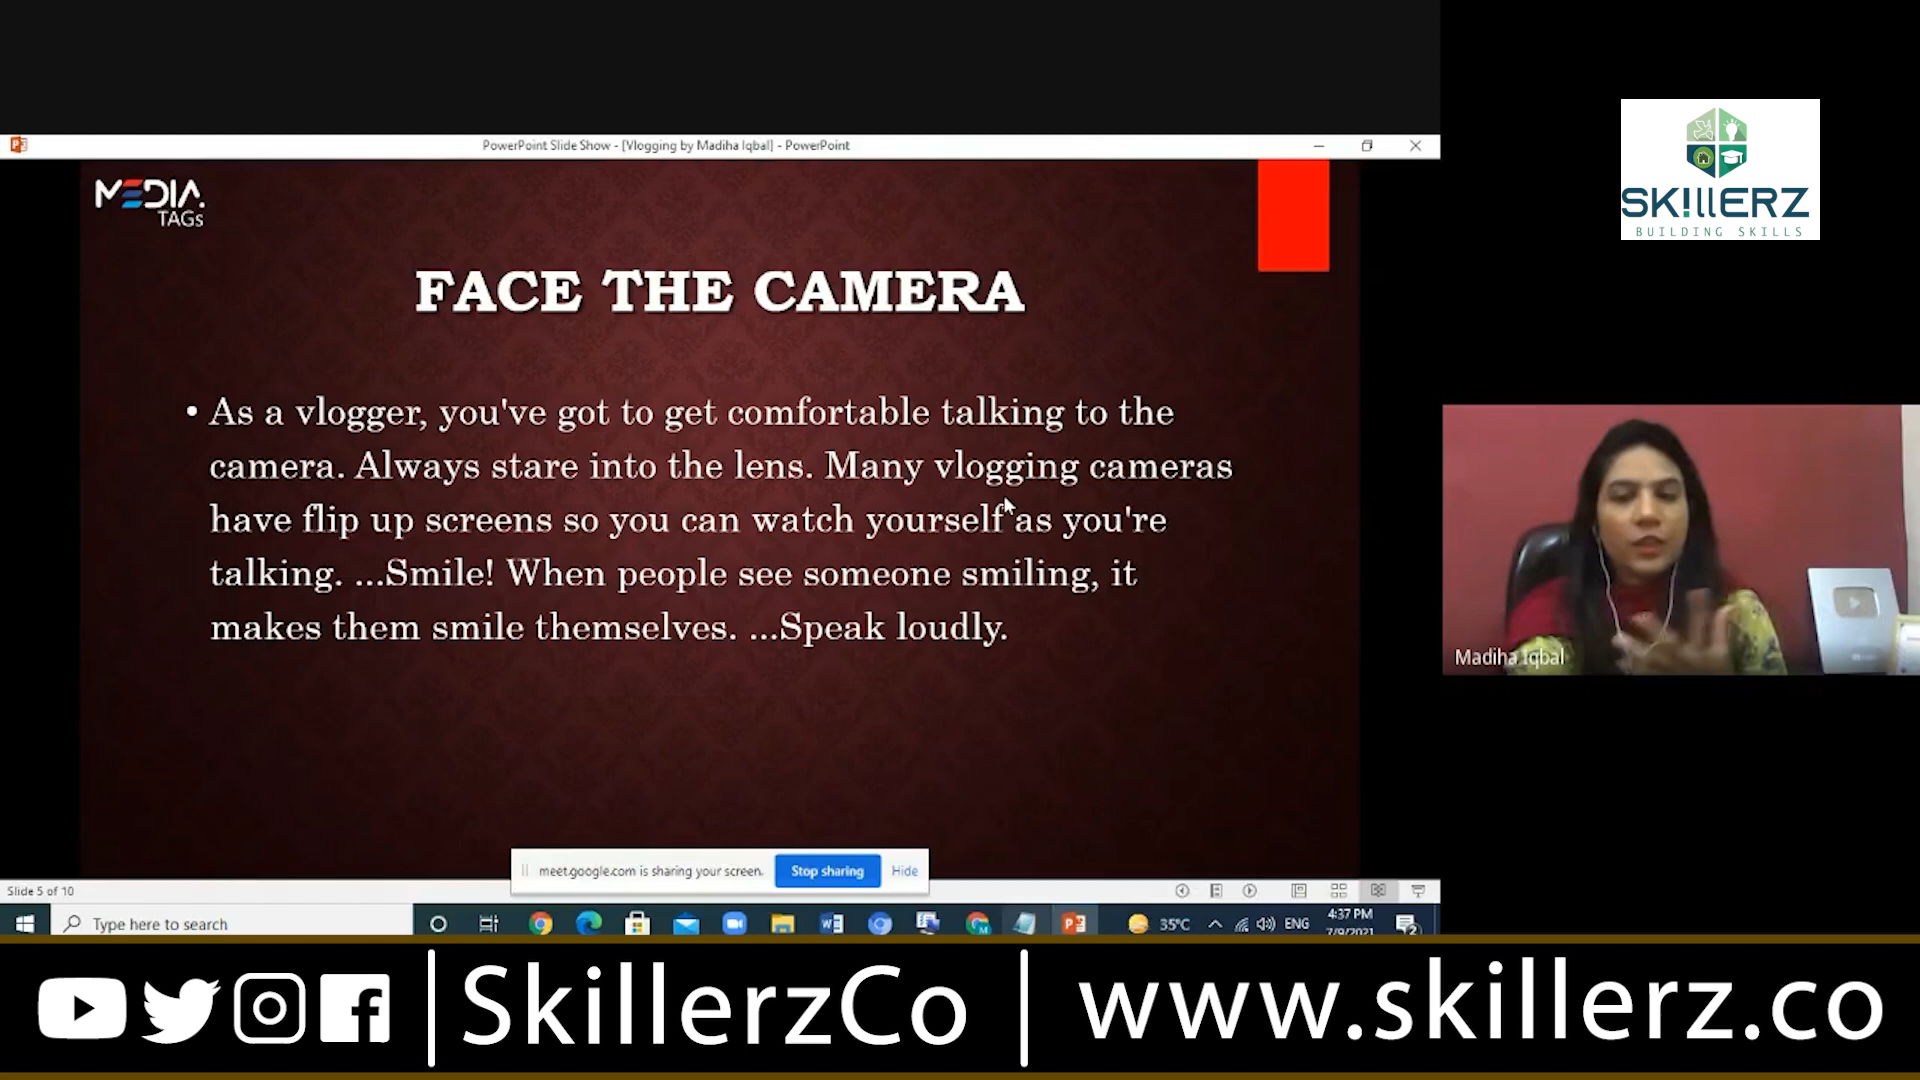 PowerPoint Slide Show - [Vlogging by Madiha Iqbal] - PowerPoint
MEDIA
TAGs
FACE THE CAMERA
• As a vlogger, you've got to get comfortable talking to the
camera. Always stare into the lens. Many vlogging cameras
have flip up screens so you can watch yourself as you're
talking. ...Smile! When people see someone smiling, it
makes them smile themselves. ...Speak loudly.
SK!llERZ
BUILDING SKILLS
Madiha Iqbal
meet.google.com is sharing your screen. Stop sharing Hide
Slide 5 of 10
Type here to search
35°C ENG 4:37 PM
7/9/2021
2
SkillerzCo | www.skillerz.co